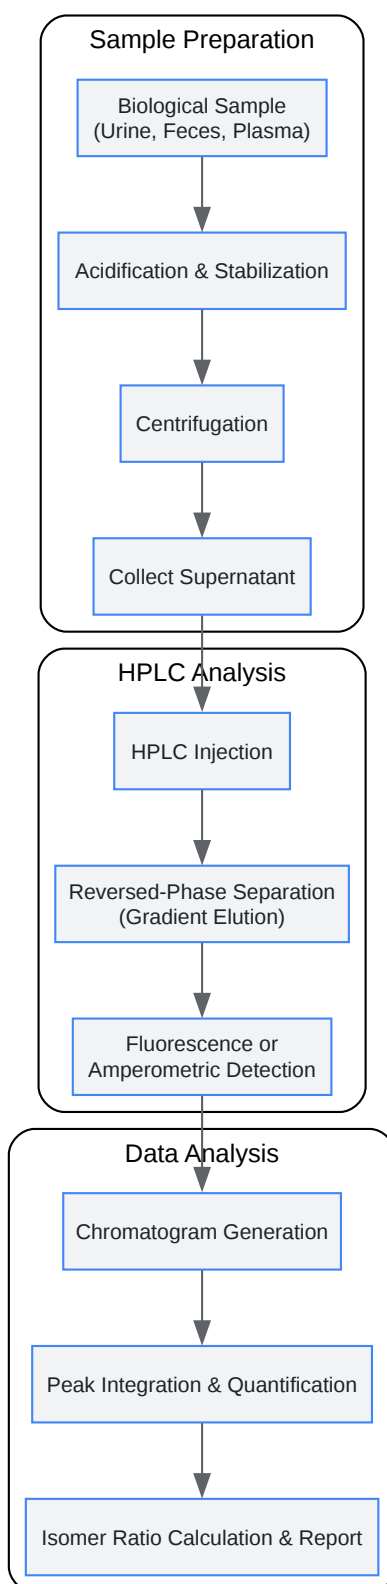 Sample Preparation
Biological Sample
(Urine, Feces, Plasma)
Acidification & Stabilization
Centrifugation
Collect Supernatant
HPLC Analysis
HPLC Injection
Reversed-Phase Separation
(Gradient Elution)
Fluorescence or
Amperometric Detection
Data Analysis
Chromatogram Generation
Peak Integration & Quantification
Isomer Ratio Calculation & Report